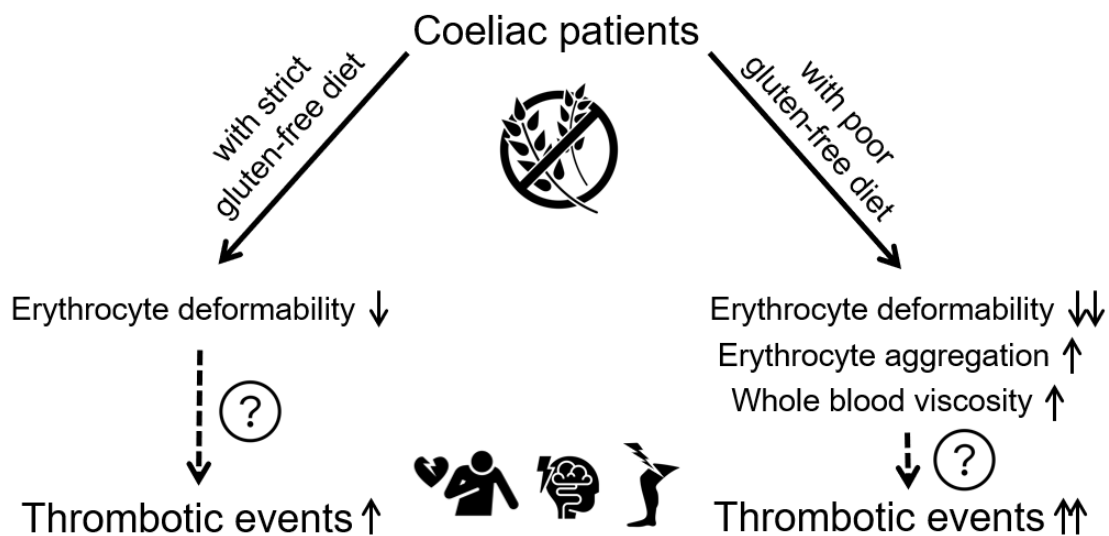 Coeliac patients
with strict
gluten-free diet
with poor
gluten-free diet
Erythrocyte deformability ↓
Erythrocyte deformability ↓↓
Erythrocyte aggregation ↑
Whole blood viscosity ↑
?
?
Thrombotic events ↑
Thrombotic events ↑↑